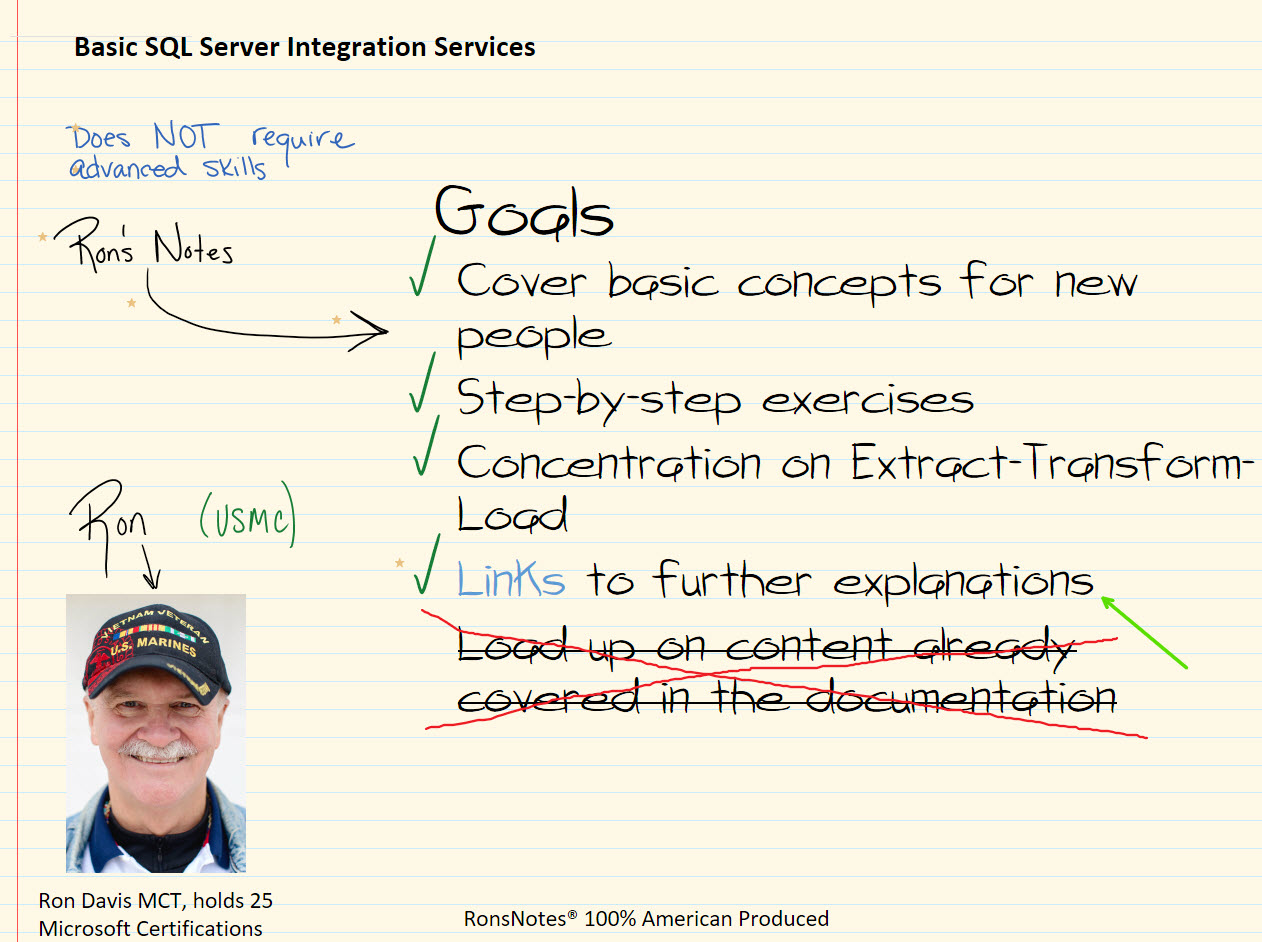 Basic SQL Server Integration Services
Does NOT require
advanced skills
Ron's Notes
Goals
Cover basic concepts for new
people
Step-by-step exercises
Concentration on Extract-Transform-
Load
Links to further explanations
Load up on content already
covered in the documentation
Ron (USMC)
VIETNAM VETERAN
U.S. MARINES
Ron Davis MCT, holds 25
Microsoft Certifications
RonsNotes® 100% American Produced